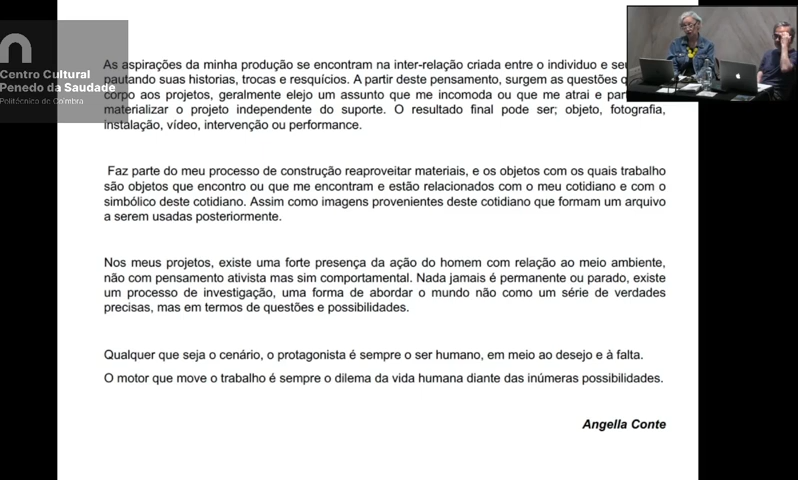 Centro Cultural
Penedo da Saudade
Politécnico de Coimbra
As aspirações da minha produção se encontram na inter-relação criada entre o individuo e seu
pautando suas historias, trocas e resquícios. A partir deste pensamento, surgem as questões
corpo aos projetos, geralmente elejo um assunto que me incomoda ou que me atrai e
materializar o projeto independente do suporte. O resultado final pode ser; objeto, fotografia,
instalação, vídeo, intervenção ou performance.
Faz parte do meu processo de construção reaproveitar materiais, e os objetos com os quais trabalho
são objetos que encontro ou que me encontram e estão relacionados com o meu cotidiano e com o
simbólico deste cotidiano. Assim como imagens provenientes deste cotidiano que formam um arquivo
a serem usadas posteriormente.
Nos meus projetos, existe uma forte presença da ação do homem com relação ao meio ambiente,
não com pensamento ativista mas sim comportamental. Nada jamais é permanente ou parado, existe
um processo de investigação, uma forma de abordar o mundo não como um série de verdades
precisas, mas em termos de questões e possibilidades.
Qualquer que seja o cenário, o protagonista é sempre o ser humano, em meio ao desejo e à falta.
O motor que move o trabalho é sempre o dilema da vida humana diante das inúmeras possibilidades.
Angella Conte